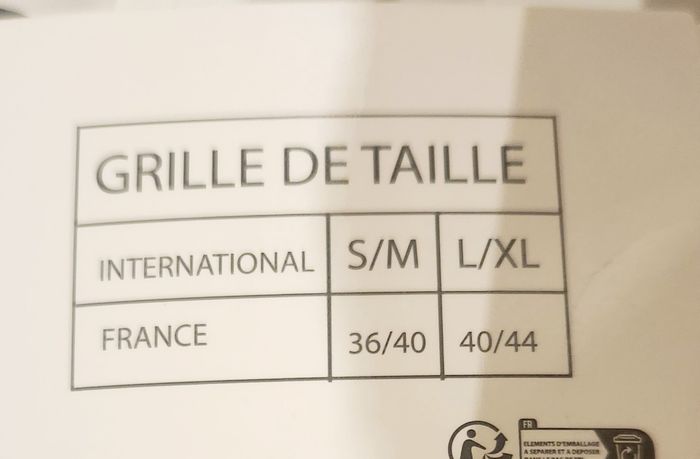 GRILLE DE TAILLE
INTERNATIONAL S/M L/XL
FRANCE 36/40 40/44
FR
ELEMENTS D'EMBALLAGE
A SEPARER ET A DEPOSER